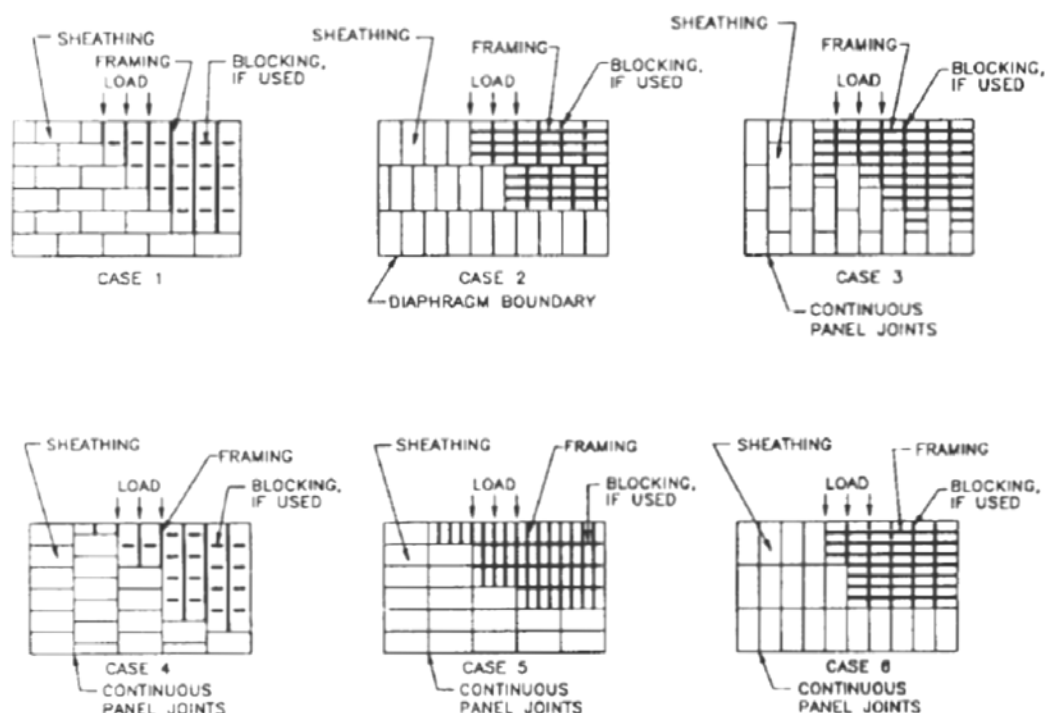 SHEATHING
FRAMING
LOAD
BLOCKING,
IF USED
CASE 1
SHEATHING
FRAMING
LOAD
BLOCKING,
IF USED
CASE 2
DIAPHRAGM BOUNDARY
SHEATHING
FRAMING
LOAD
BLOCKING,
IF USED
CASE 3
CONTINUOUS
PANEL JOINTS
SHEATHING
FRAMING
LOAD
BLOCKING,
IF USED
CASE 4
CONTINUOUS
PANEL JOINTS
SHEATHING
FRAMING
LOAD
BLOCKING,
IF USED
CASE 5
CONTINUOUS
PANEL JOINTS
SHEATHING
FRAMING
LOAD
BLOCKING,
IF USED
CASE 6
CONTINUOUS
PANEL JOINTS